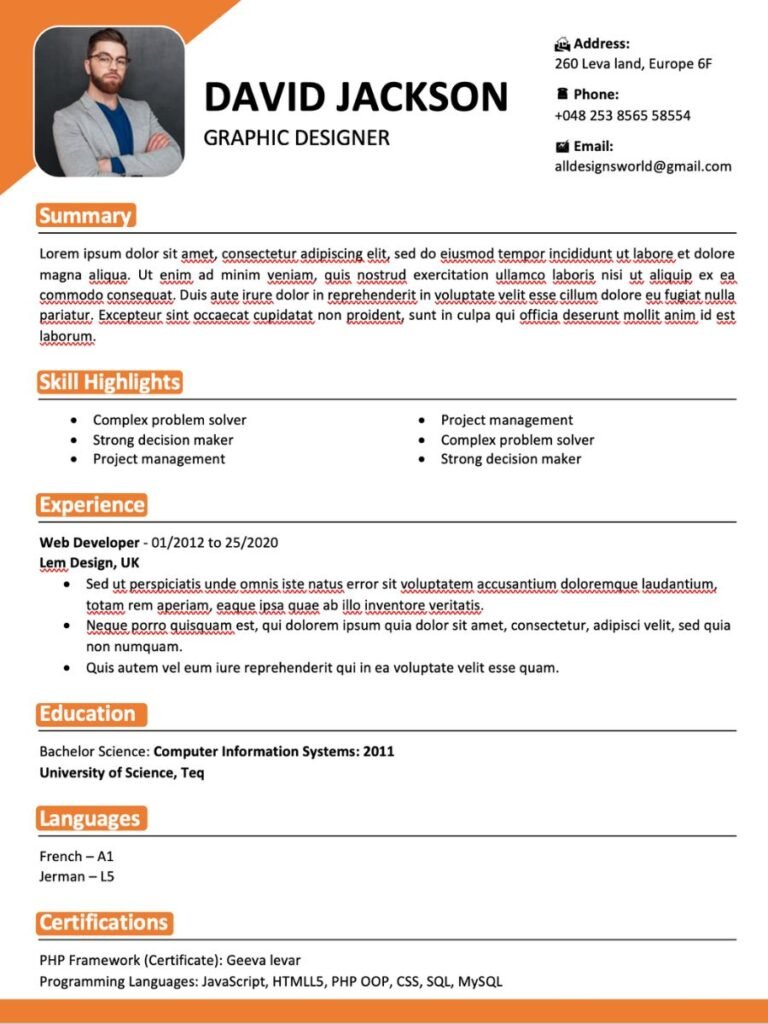 DAVID JACKSON
GRAPHIC DESIGNER
Address:
260 Leva land, Europe 6F
Phone:
+048 253 8565 58554
Email:
alldesignsworld@gmail.com
Summary
Lorem ipsum dolor sit amet, consectetur adipiscing elit, sed do eiusmod tempor incididunt ut labore et dolore
magna aliqua. Ut enim ad minim veniam, quis nostrud exercitation ullamco laboris nisi ut aliquip ex ea
commodo consequat. Duis aute irure dolor in reprehenderit in voluptate velit esse cillum dolore eu fugiat nulla
pariatur. Excepteur sint occaecat cupidatat non proident, sunt in culpa qui officia deserunt mollit anim id est
laborum.
Skill Highlights
• Complex problem solver
• Strong decision maker
• Project management
• Project management
• Complex problem solver
• Strong decision maker
Experience
Web Developer - 01/2012 to 25/2020
Lem Design, UK
• Sed ut perspiciatis unde omnis iste natus error sit voluptatem accusantium doloremque laudantium,
totam rem aperiam, eaque ipsa quae ab illo inventore veritatis.
• Neque porro quisquam est, qui dolorem ipsum quia dolor sit amet, consectetur, adipisci velit, sed quia
non numquam.
• Quis autem vel eum iure reprehenderit qui in ea voluptate velit esse quam.
Education
Bachelor Science: Computer Information Systems: 2011
University of Science, Teq
Languages
French – A1
Jerman – L5
Certifications
PHP Framework (Certificate): Geeva levar
Programming Languages: JavaScript, HTMLL5, PHP OOP, CSS, SQL, MySQL